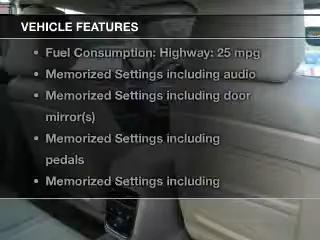 VEHICLE FEATURES
• Fuel Consumption: Highway: 25 mpg
• Memorized Settings including audio
• Memorized Settings including door
mirror(s)
• Memorized Settings including
pedals
• Memorized Settings including